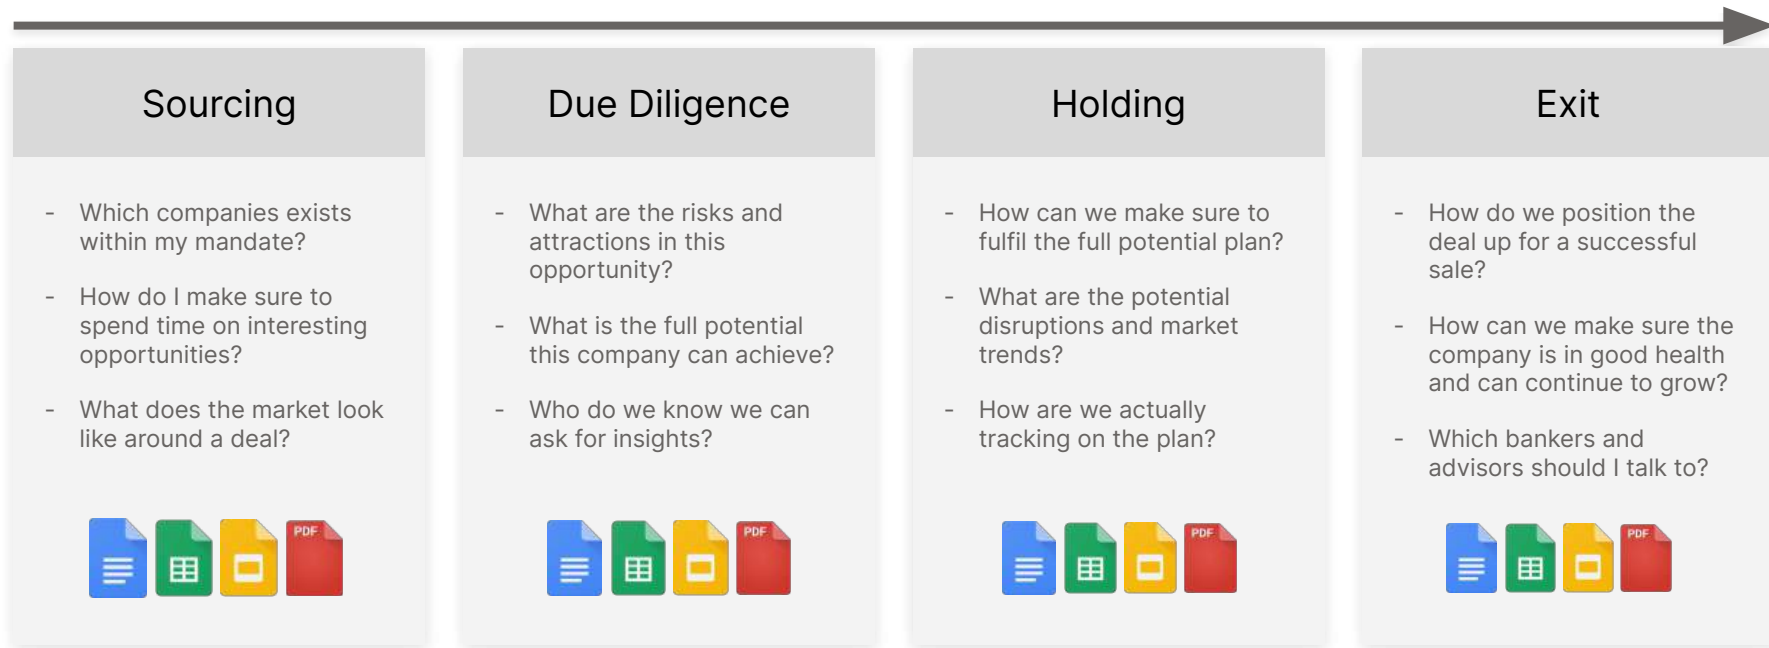 Sourcing
- Which companies exists
within my mandate?
- How do I make sure to
spend time on interesting
opportunities?
- What does the market look
like around a deal?
PDF
Due Diligence
- What are the risks and
attractions in this
opportunity?
- What is the full potential
this company can achieve?
- Who do we know we can
ask for insights?
PDF
Holding
- How can we make sure to
fulfil the full potential plan?
- What are the potential
disruptions and market
trends?
- How are we actually
tracking on the plan?
PDF
Exit
- How do we position the
deal up for a successful
sale?
- How can we make sure the
company is in good health
and can continue to grow?
- Which bankers and
advisors should I talk to?
PDF